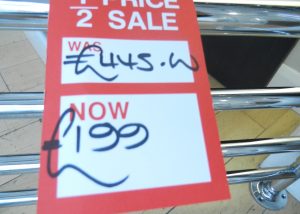 1/2 PRICE
SALE
WAS
£445.00
NOW
£199